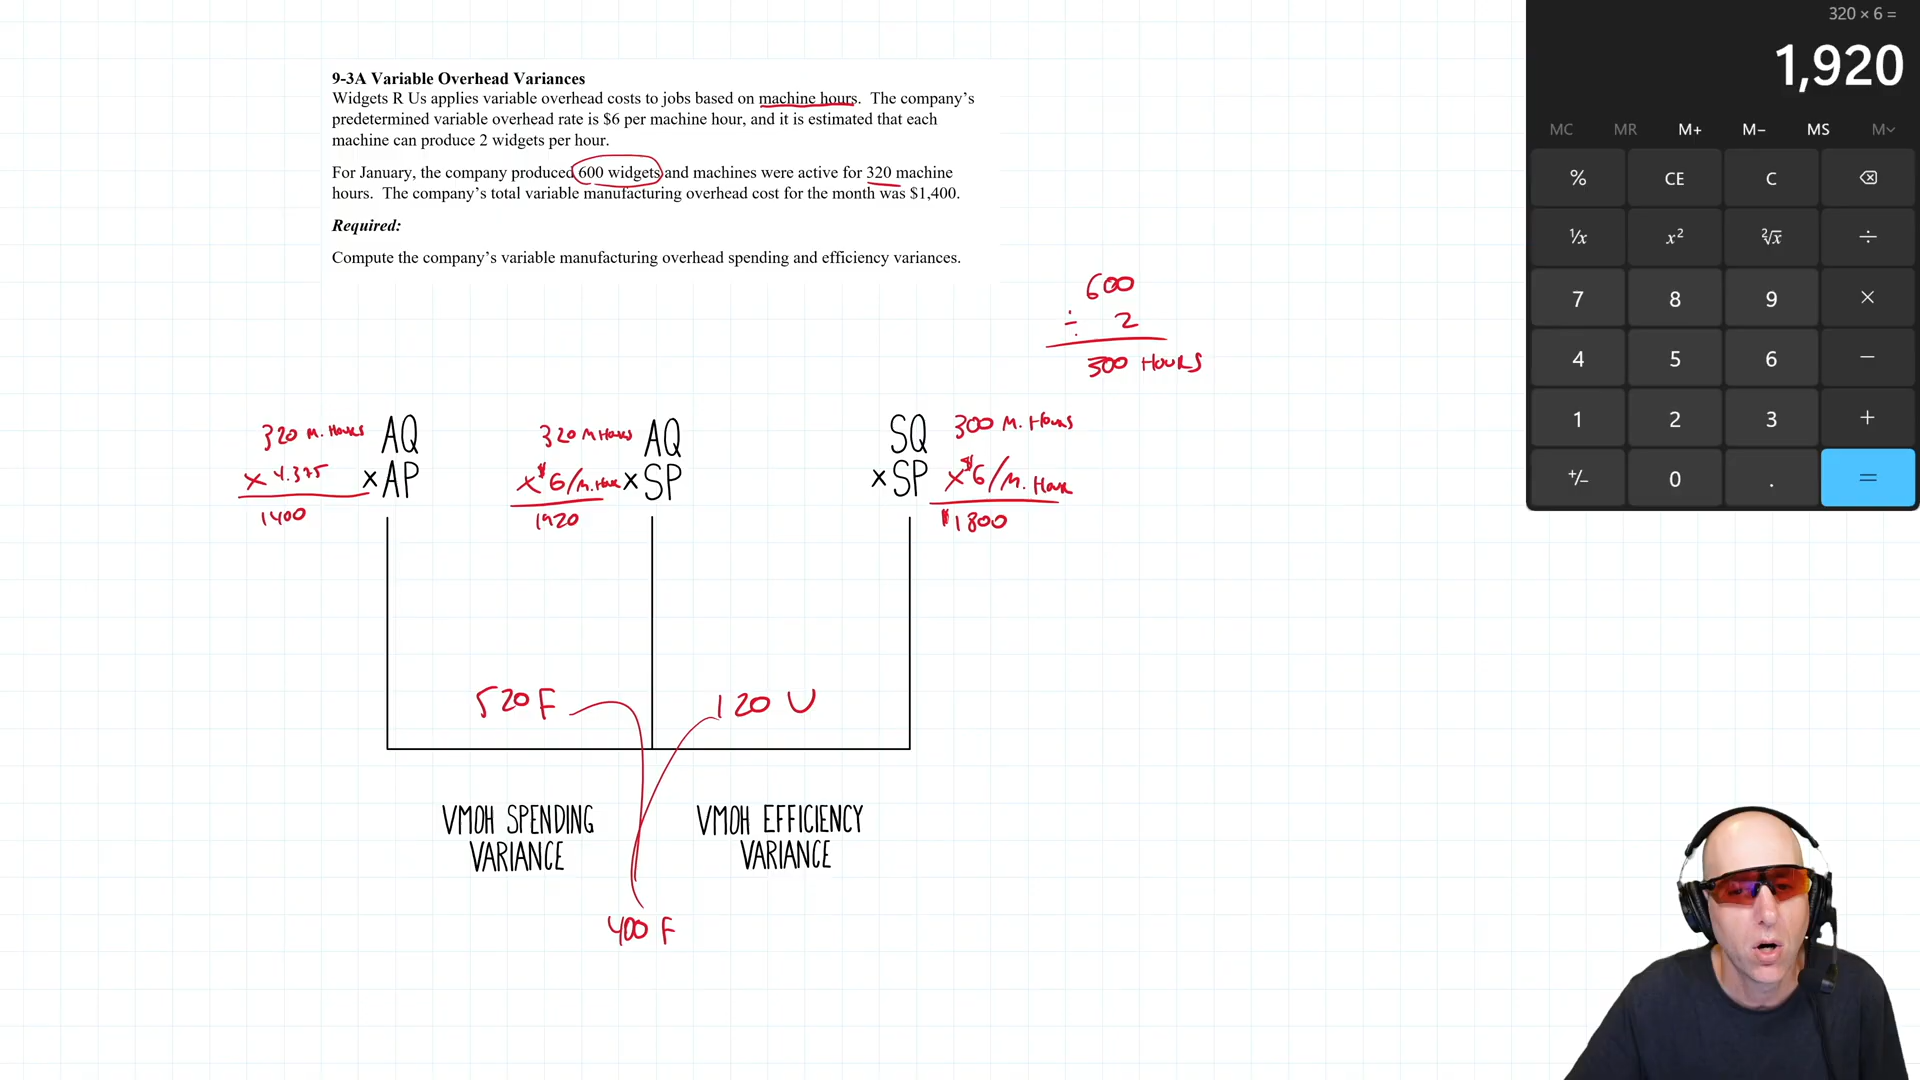 9-3A Variable Overhead Variances
Widgets R Us applies variable overhead costs to jobs based on machine hours. The company's
predetermined variable overhead rate is $6 per machine hour, and it is estimated that each
machine can produce 2 widgets per hour.
For January, the company produced 600 widgets and machines were active for 320 machine
hours. The company's total variable manufacturing overhead cost for the month was $1,400.
Required:
Compute the company's variable manufacturing overhead spending and efficiency variances.
600
÷ 2
300 HOURS
320 M. HOURS AQ
x 4.375 x AP
1400
320 M HOURS AQ
x $6/M. HOUR x SP
1920
SQ 300 M. HOURS
x SP x $6/M. HOUR
$1800
520 F
120 U
VMOH SPENDING
VARIANCE
VMOH EFFICIENCY
VARIANCE
400 F
320 × 6 =
1,920
MC MR M+ M− MS M˅
% CE C ⌫
¹/x x² ²√x ÷
7 8 9 ×
4 5 6 −
1 2 3 +
+/− 0 . =